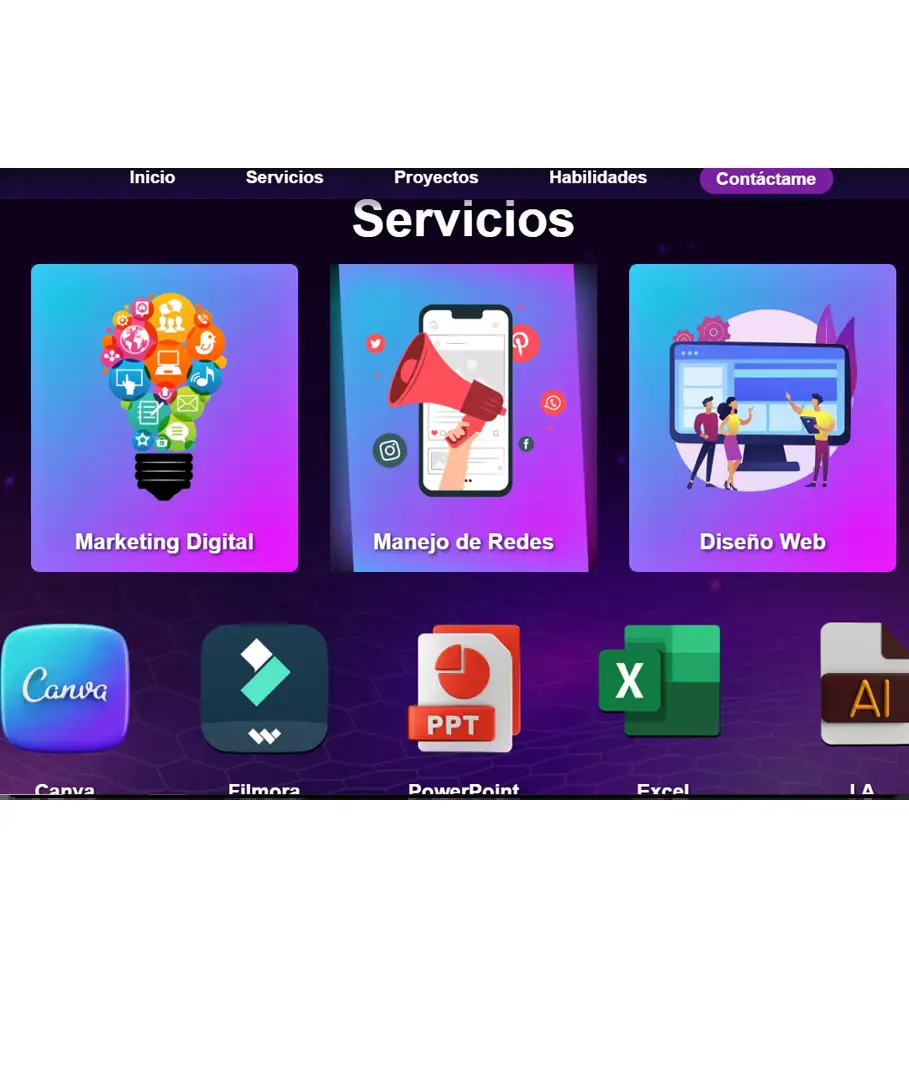 Inicio Servicios Proyectos Habilidades Contáctame
Servicios
Marketing Digital Manejo de Redes Diseño Web
Canva PPT X AI
Canva Filmora PowerPoint Excel I.A